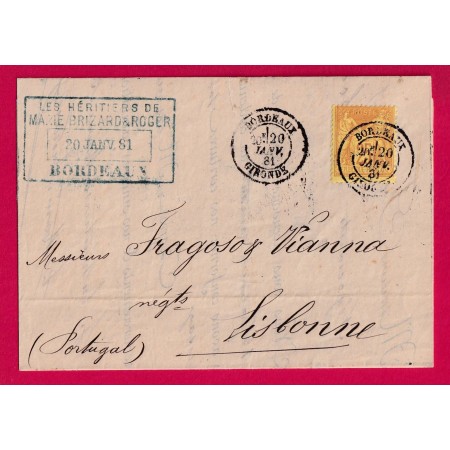 LES HÉRITIERS DE
MARIE BRIZARD & ROGER
20 JANV. 81
BORDEAUX
BORDEAUX
20
JANV.
81
GIRONDE
BORDEAUX
20
JANV.
81
Messieurs Fragoso & Vianna
négts
Lisbonne
(Portugal)